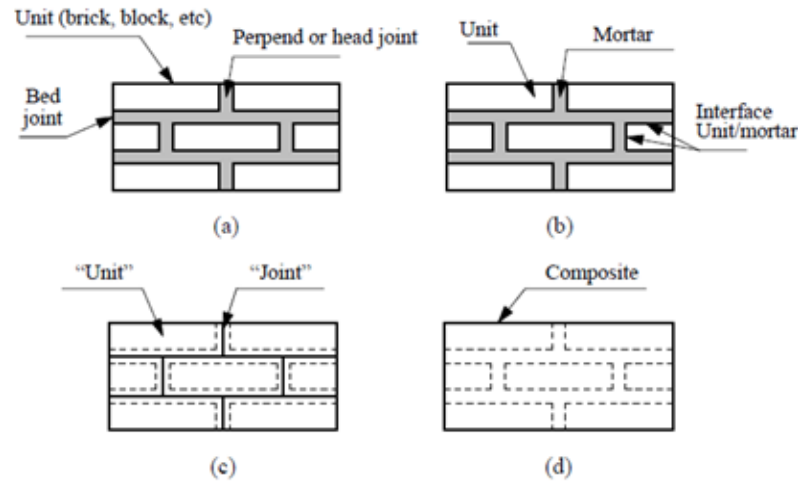 Unit (brick, block, etc)
Perpend or head joint
Bed
joint
(a)
Unit
Mortar
Interface
Unit/mortar
(b)
“Unit”
“Joint”
(c)
Composite
(d)